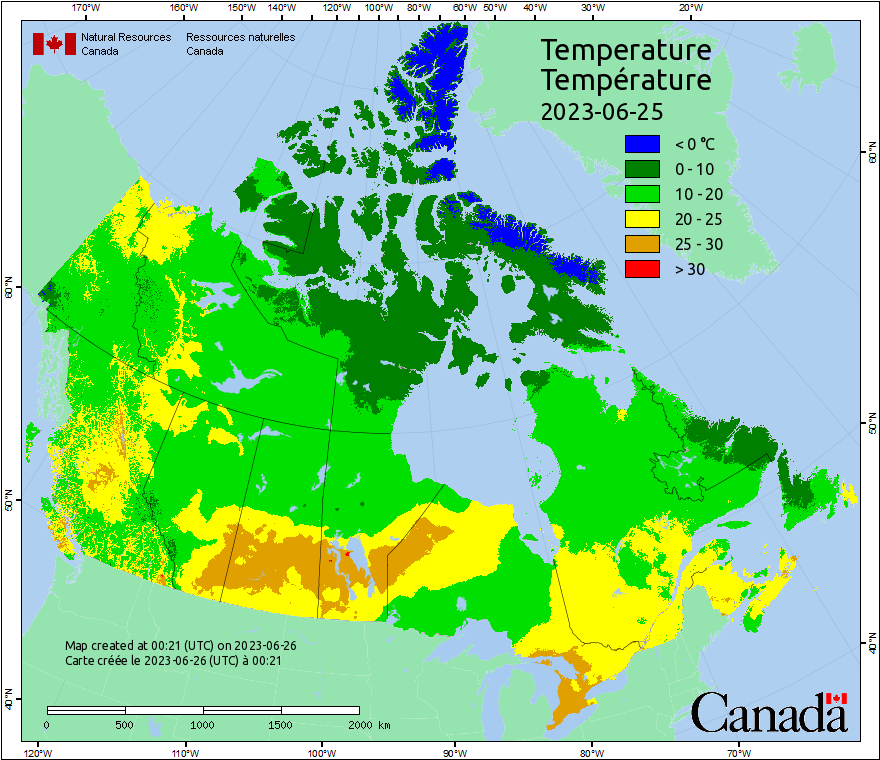 170°W 160°W 150°W 140°W 130°W 120°W 110°W 100°W 90°W 80°W 70°W 60°W 50°W 40°W 30°W 20°W
Natural Resources Ressources naturelles
Canada Canada
Temperature
Température
2023-06-25
< 0 °C
0 - 10
10 - 20
20 - 25
25 - 30
> 30
60°N 60°N
50°N 50°N
40°N 40°N
Map created at 00:21 (UTC) on 2023-06-26
Carte créée le 2023-06-26 (UTC) à 00:21
0 500 1000 1500 2000 km
Canada
120°W 110°W 100°W 90°W 80°W 70°W